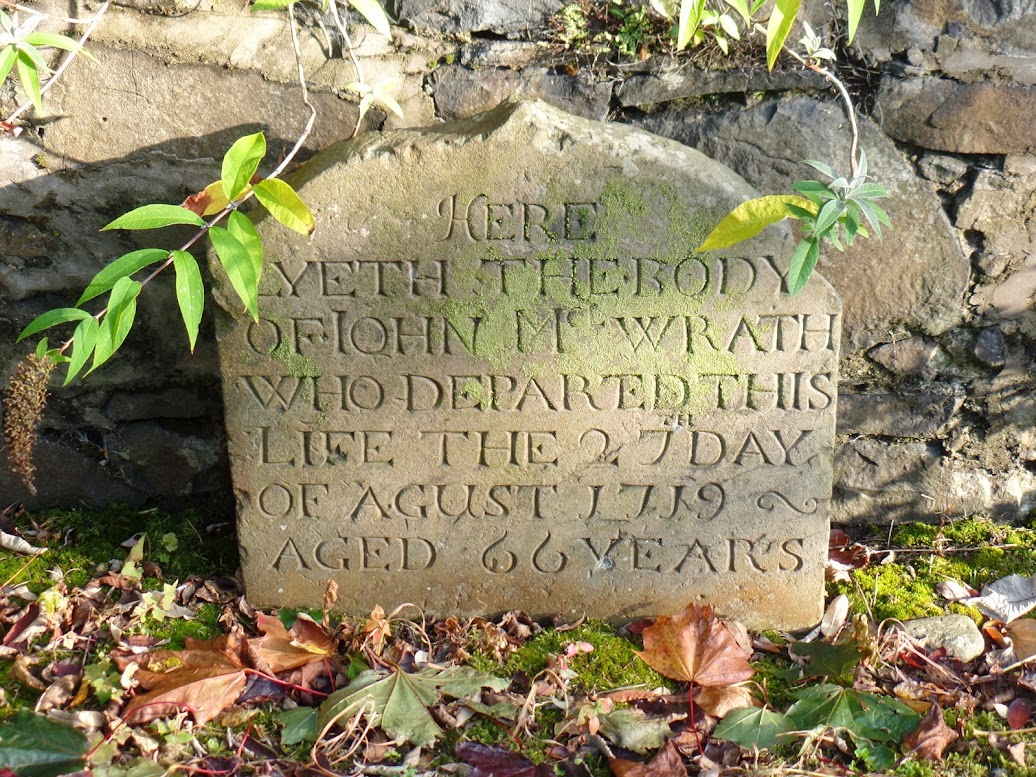 HERE
LYETH THE·BODY
OF IOHN Mc WRATH
WHO·DEPARTED THIS
LIFE THE 27TH DAY
OF AGUST 1719 ~
AGED 66 YEARS